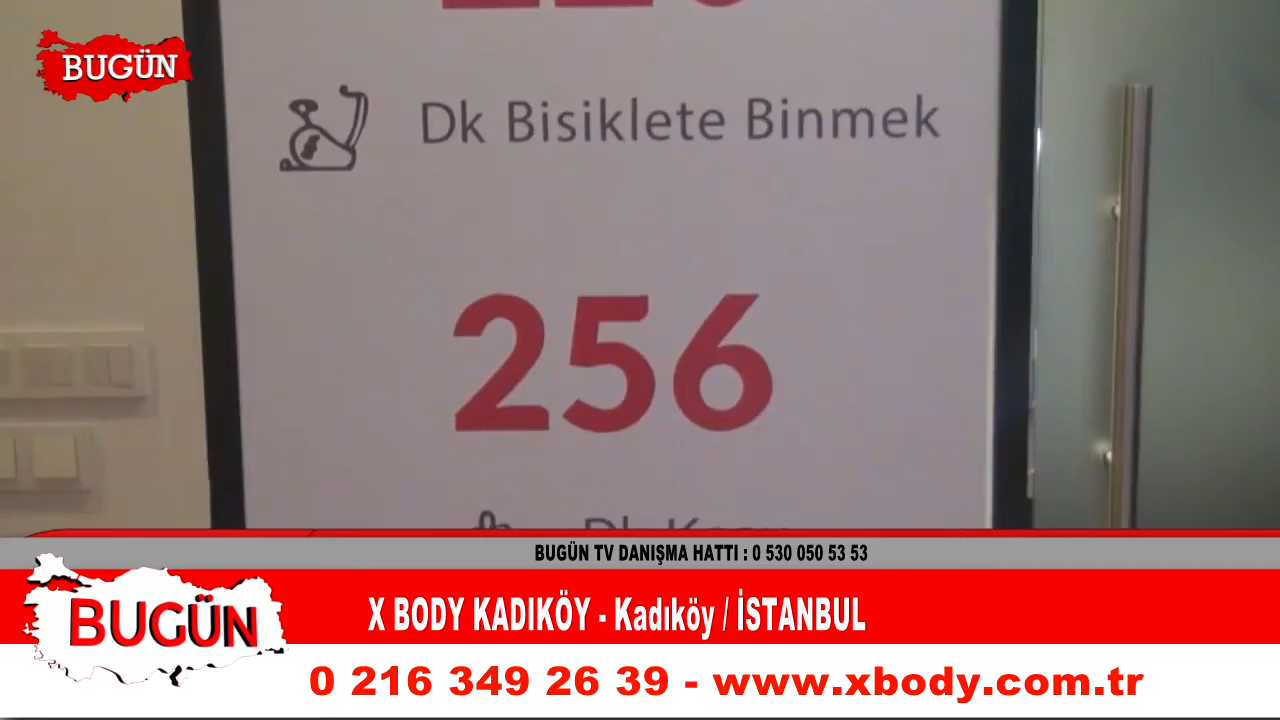 BUGÜN
Dk Bisiklete Binmek
256
BUGÜN TV DANIŞMA HATTI : 0 530 050 53 53
BUGÜN
X BODY KADIKÖY - Kadıköy / İSTANBUL
0 216 349 26 39 - www.xbody.com.tr